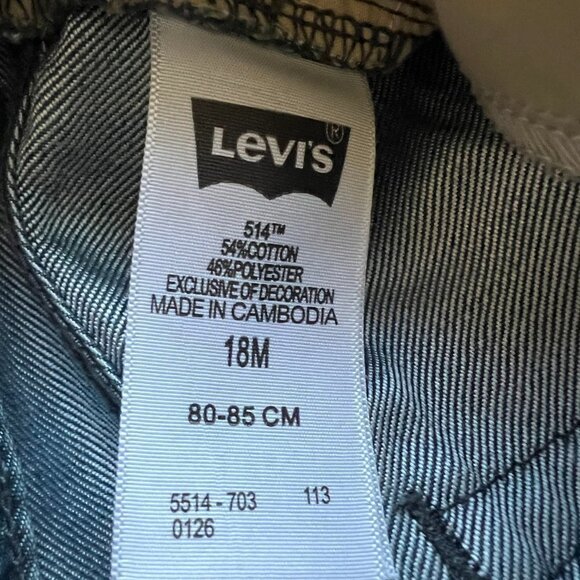 LEVI'S ®
514™
54%COTTON
46%POLYESTER
EXCLUSIVE OF DECORATION
MADE IN CAMBODIA
18M
80-85 CM
5514 - 703 113
0126